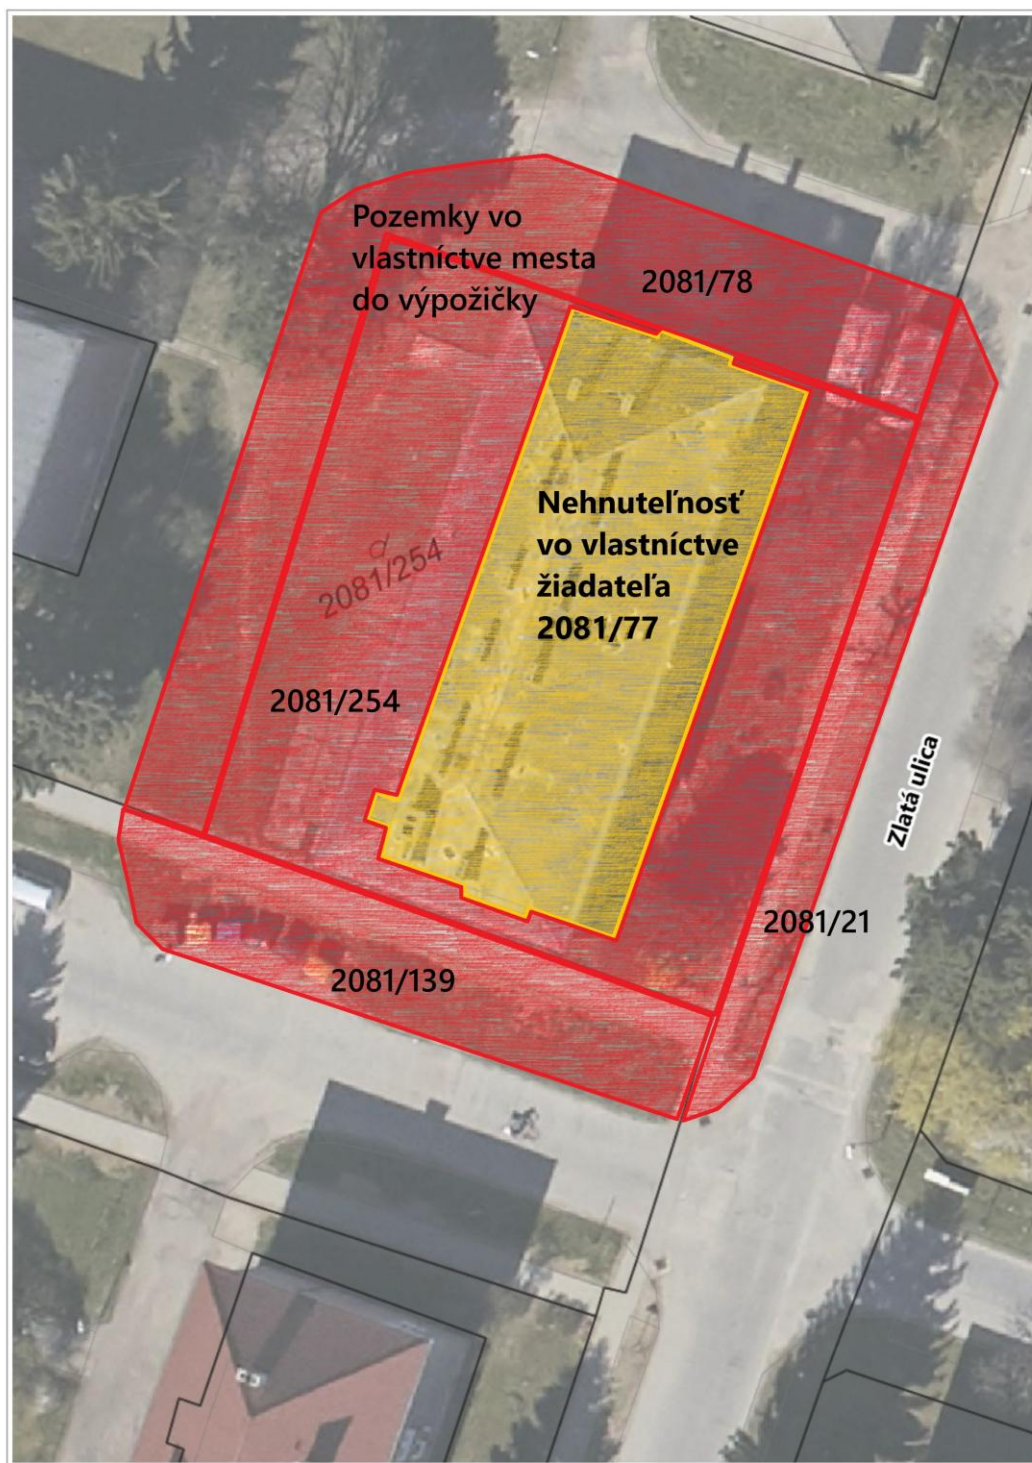 Pozemky vo
vlastníctve mesta
do výpožičky
2081/78
Nehnuteľnosť
vo vlastníctve
žiadateľa
2081/77
2081/254
2081/254
Zlatá ulica
2081/21
2081/139